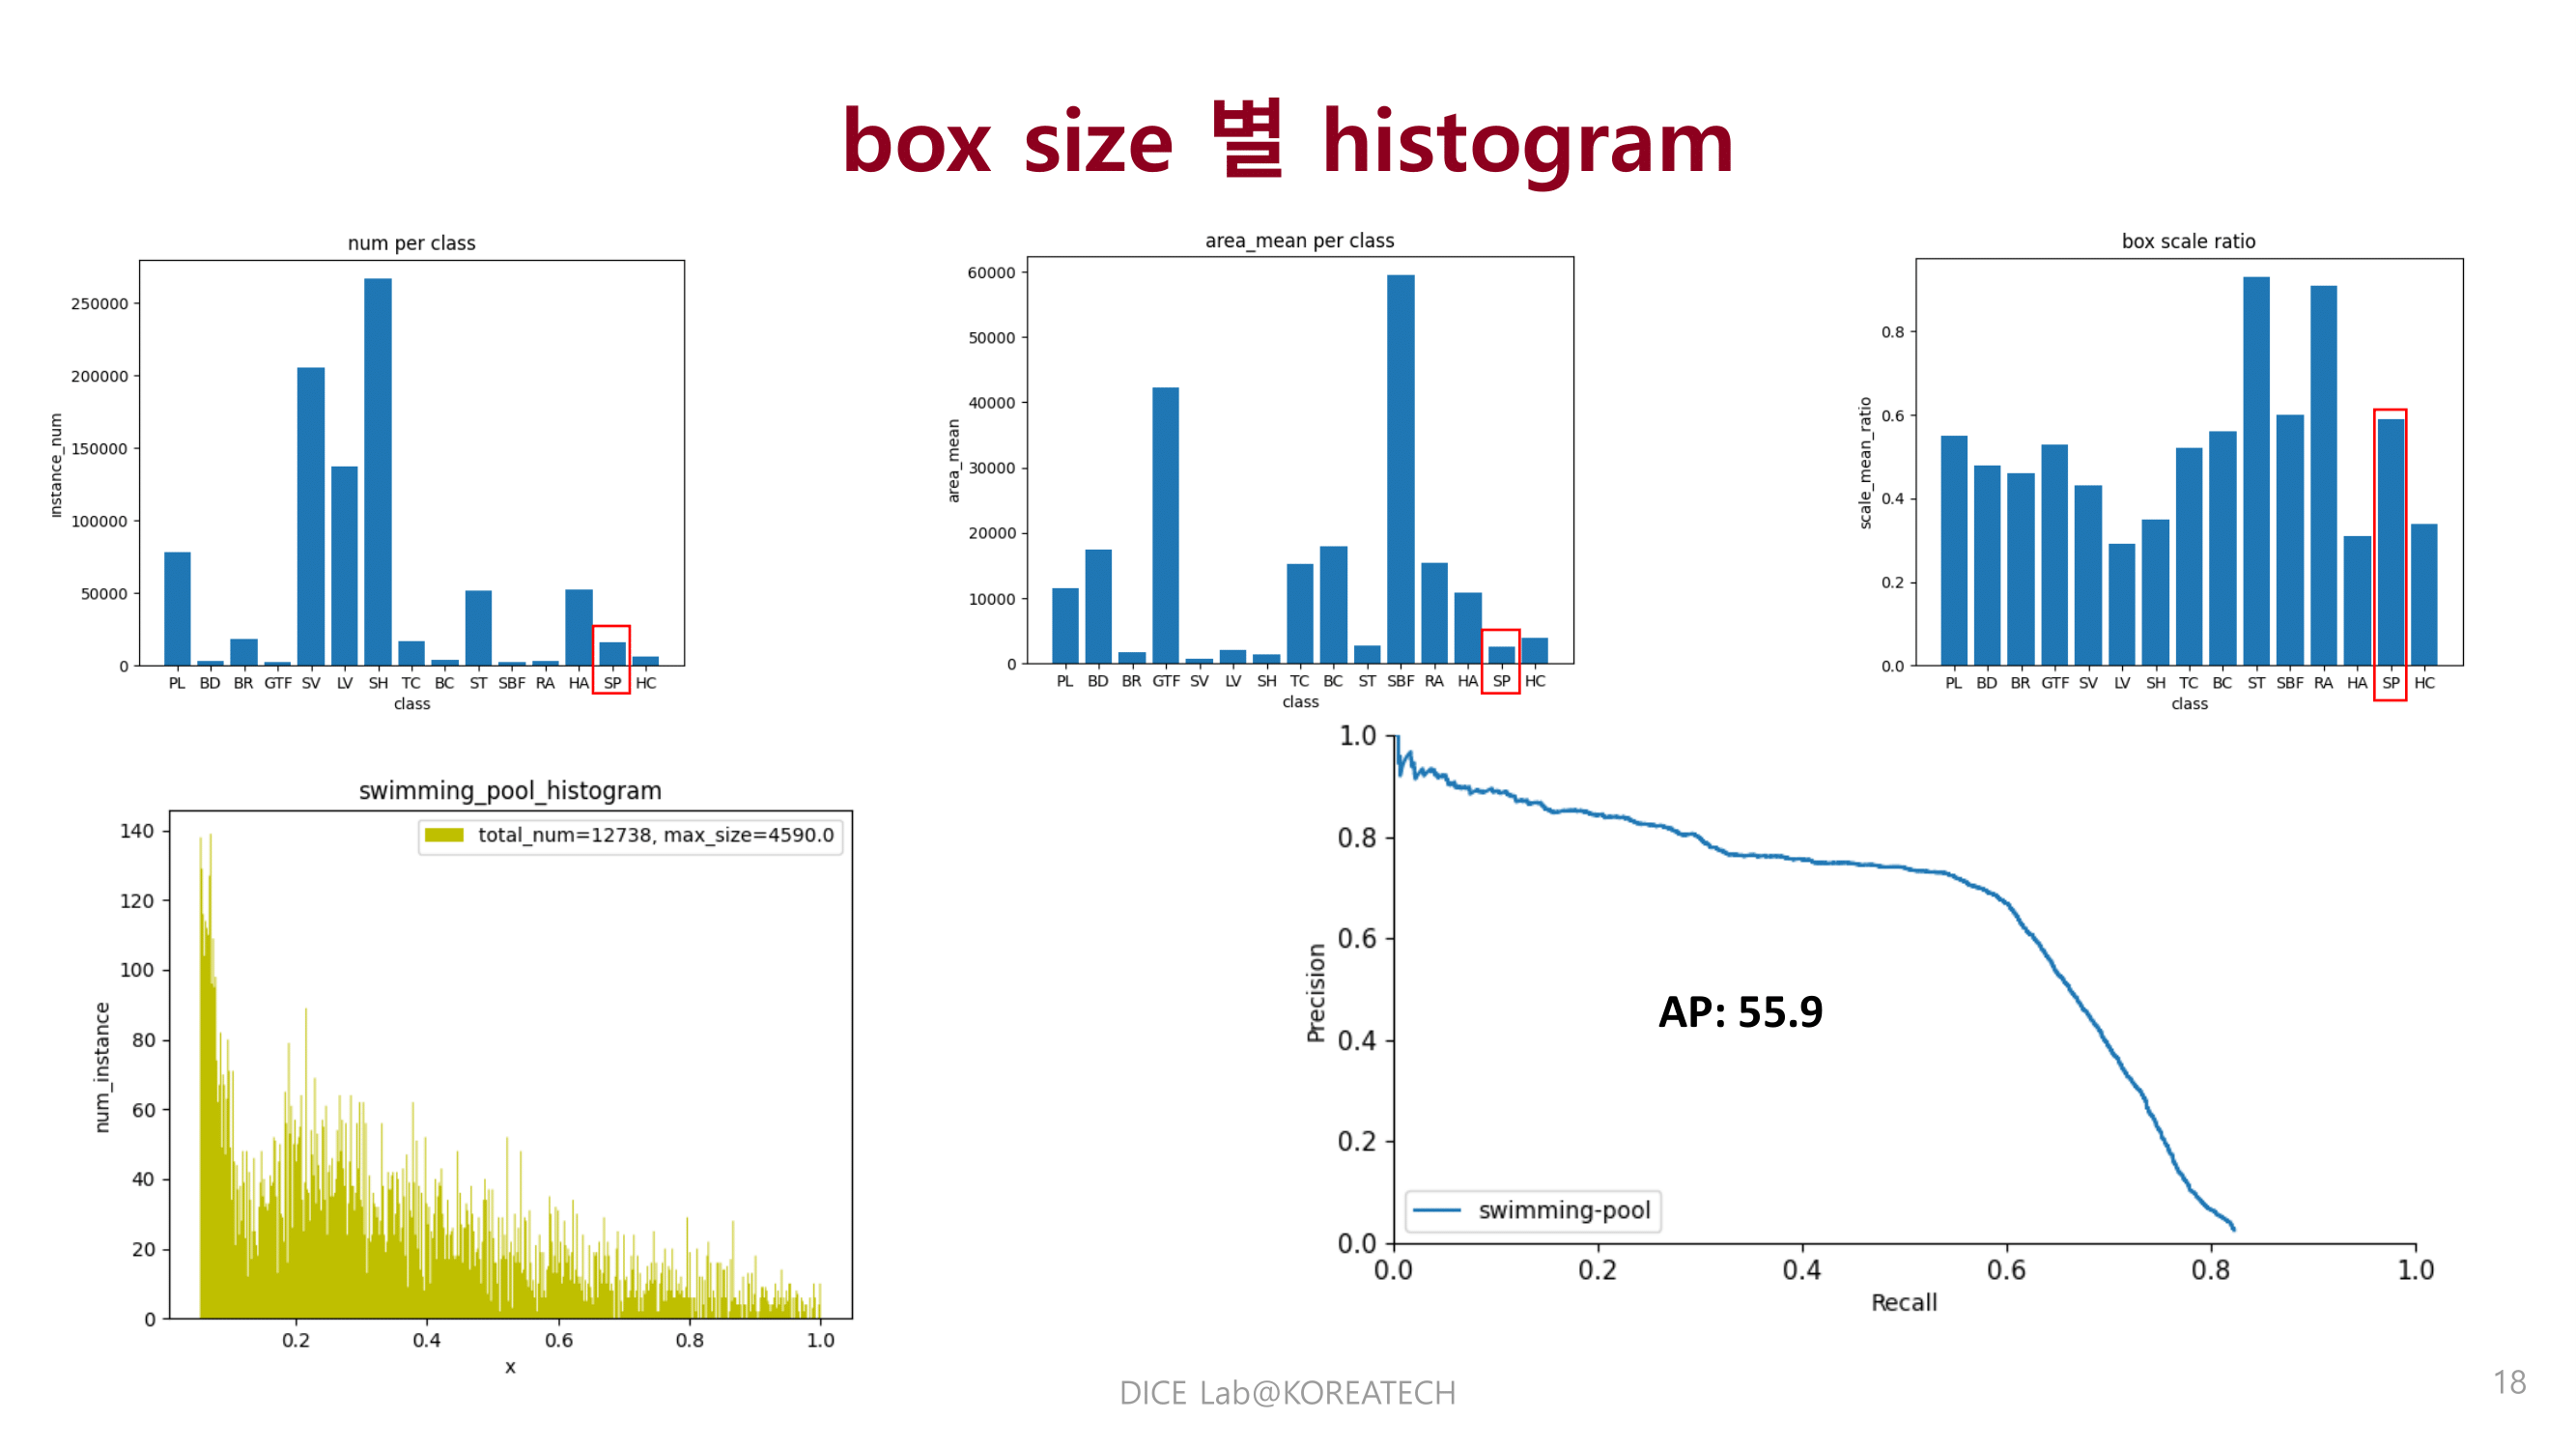 box size 별 histogram
num per class
instance_num
250000
200000
150000
100000
50000
0
PL BD BR GTF SV LV SH TC BC ST SBF RA HA SP HC
class
area_mean per class
area_mean
60000
50000
40000
30000
20000
10000
0
PL BD BR GTF SV LV SH TC BC ST SBF RA HA SP HC
class
box scale ratio
scale_mean_ratio
0.8
0.6
0.4
0.2
0.0
PL BD BR GTF SV LV SH TC BC ST SBF RA HA SP HC
class
swimming_pool_histogram
total_num=12738, max_size=4590.0
num_instance
140
120
100
80
60
40
20
0
0.2 0.4 0.6 0.8 1.0
x
Precision
1.0
0.8
0.6
0.4
0.2
0.0
AP: 55.9
swimming-pool
0.0 0.2 0.4 0.6 0.8 1.0
Recall
DICE Lab@KOREATECH
18